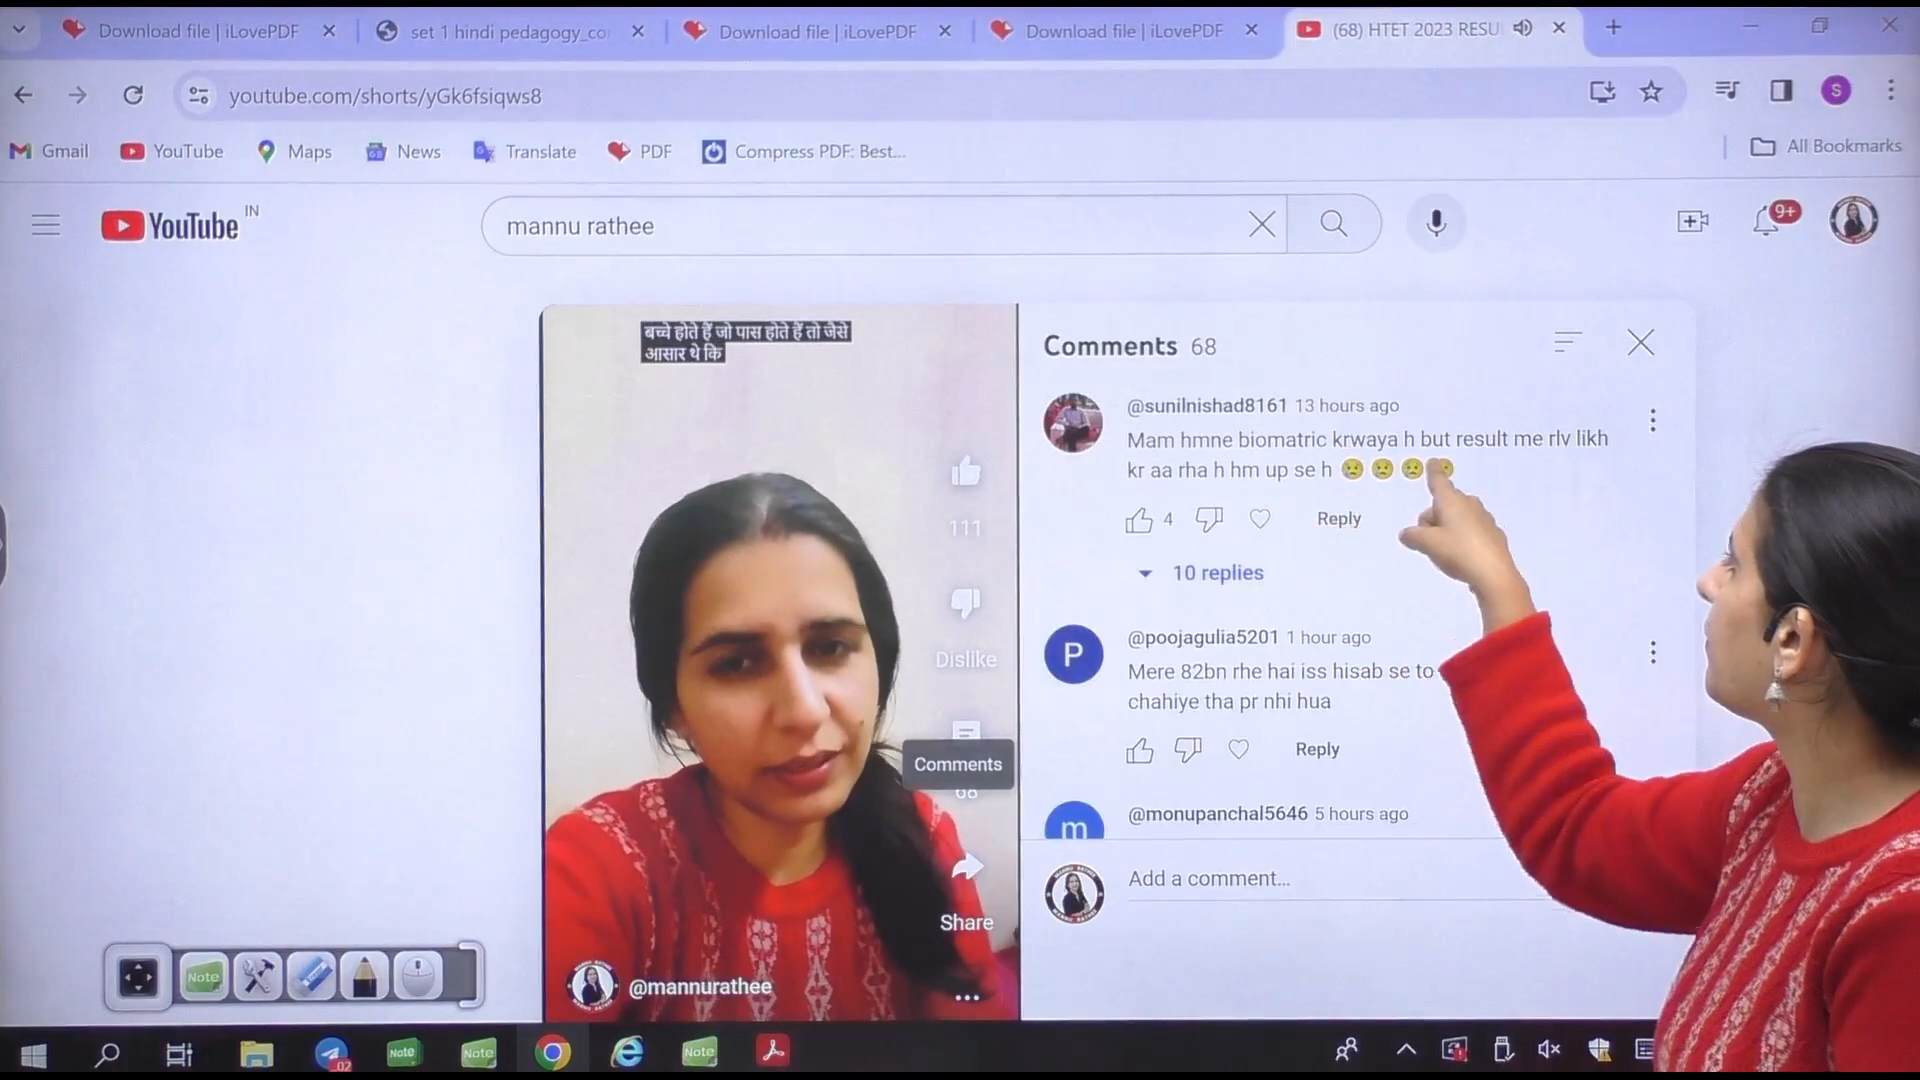 Download file | iLovePDF
set 1 hindi pedagogy_co
Download file | iLovePDF
Download file | iLovePDF
(68) HTET 2023 RESU
youtube.com/shorts/yGk6fsiqws8
S
Gmail
YouTube
Maps
News
Translate
PDF
Compress PDF: Best...
All Bookmarks
YouTube IN
mannu rathee
9+
बच्चे होते हैं जो पास होते हैं तो जैसे
आसार थे कि
111
Dislike
Comments
68
Share
@mannurathee
Comments 68
@sunilnishad8161 13 hours ago
Mam hmne biomatric krwaya h but result me rlv likh
kr aa rha h hm up se h 😢 😢 😢
4
Reply
10 replies
P
@poojagulia5201 1 hour ago
Mere 82bn rhe hai iss hisab se to
chahiye tha pr nhi hua
Reply
m
@monupanchal5646 5 hours ago
Add a comment...
Note
02
Note
Note
Note